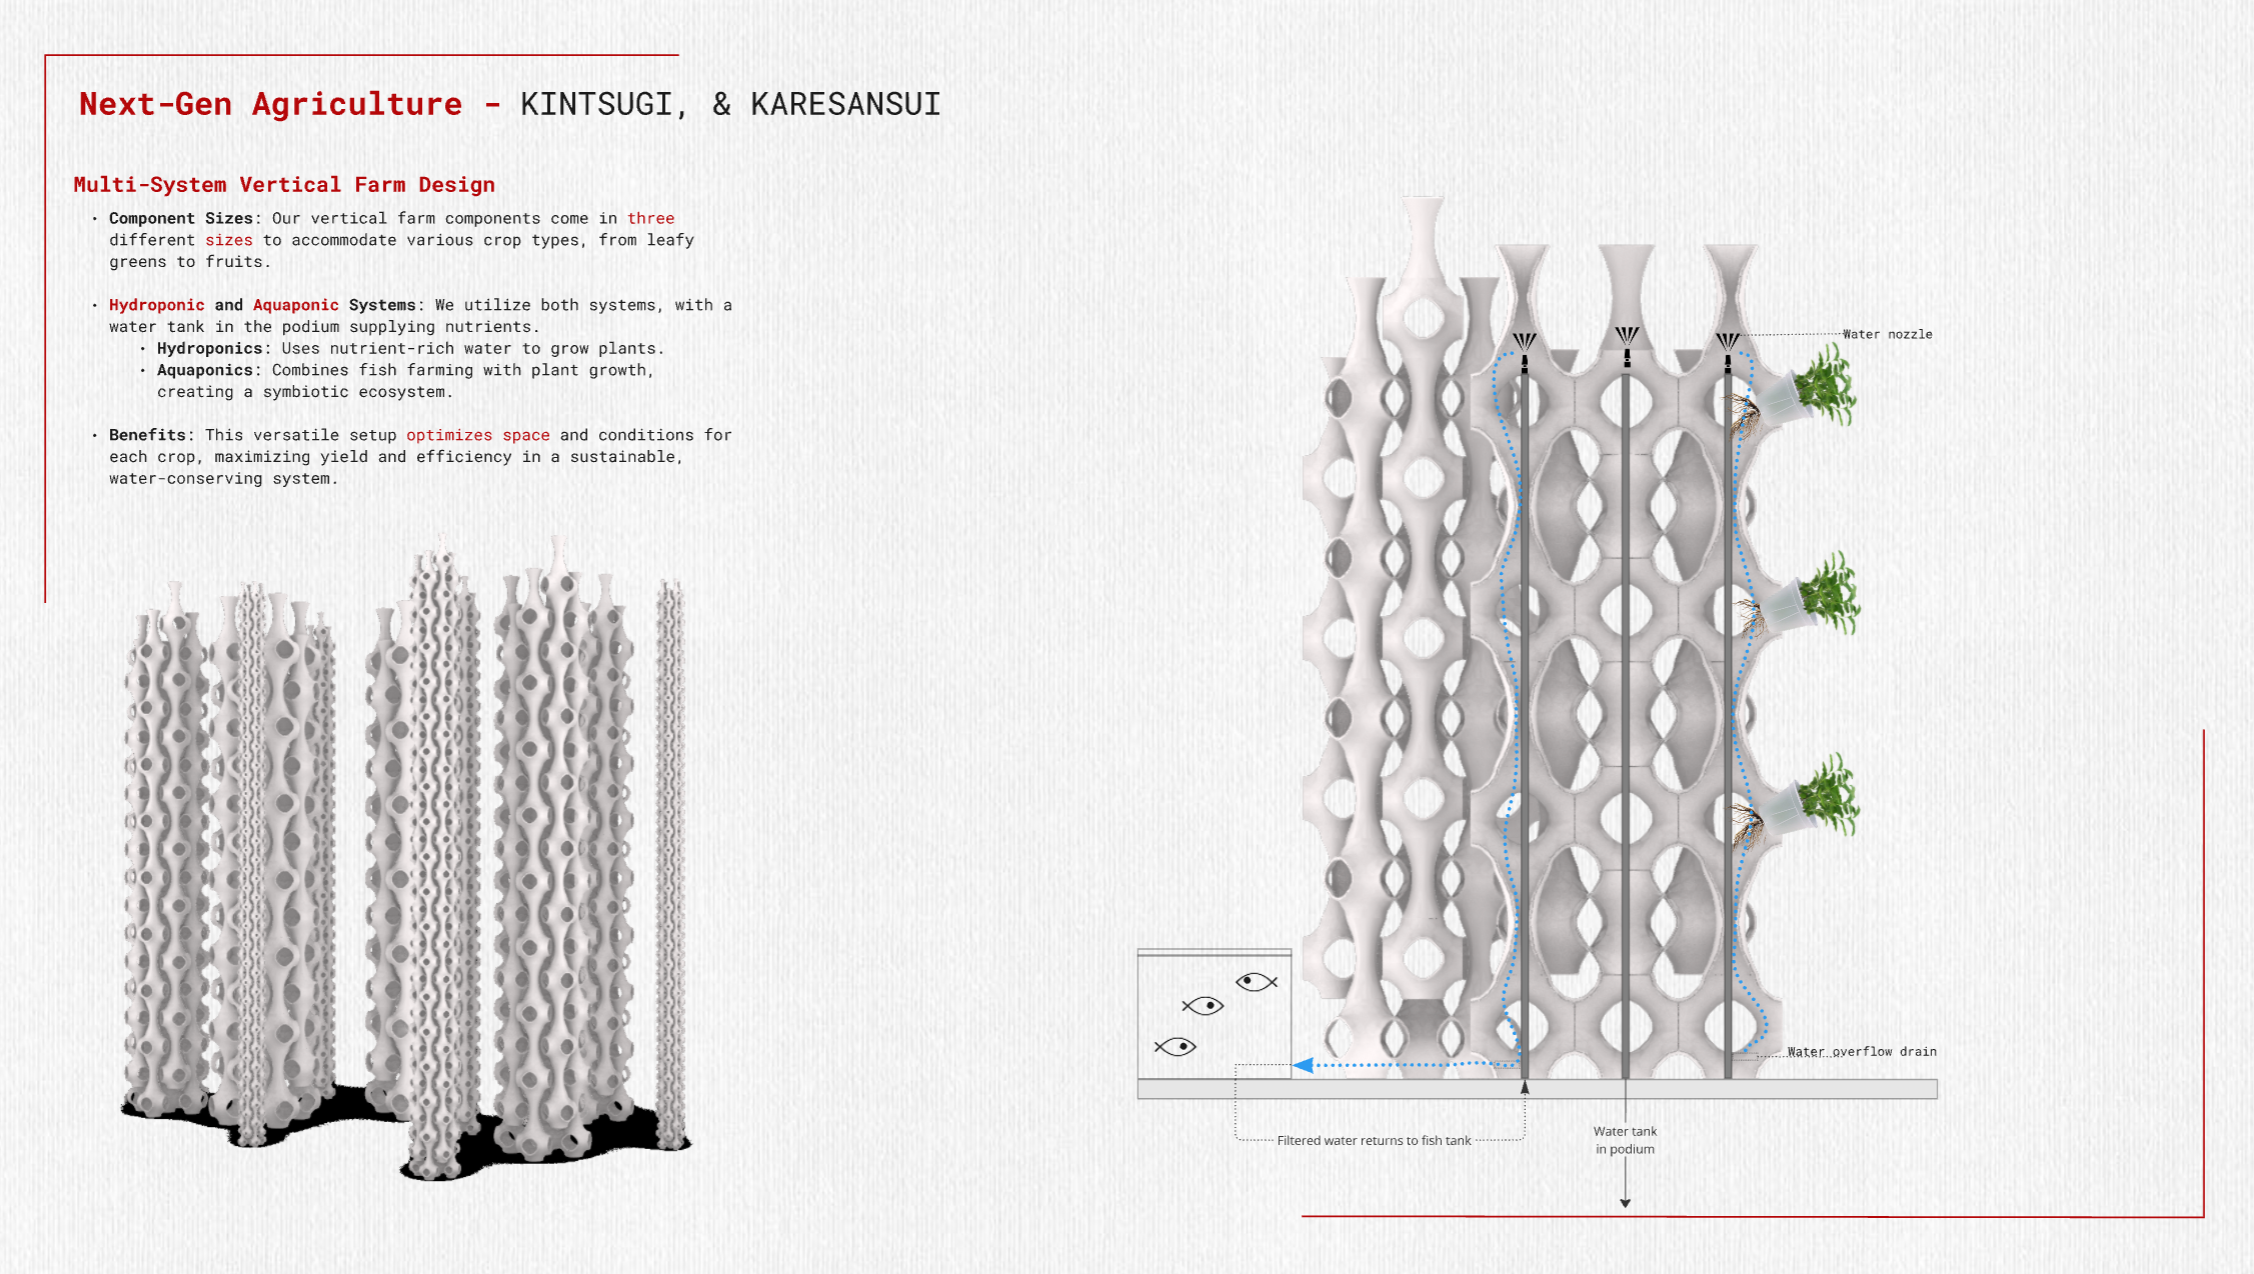 Next-Gen Agriculture - KINTSUGI, & KARESANSUI
Multi-System Vertical Farm Design
• Component Sizes: Our vertical farm components come in three
different sizes to accommodate various crop types, from leafy
greens to fruits.
• Hydroponic and Aquaponic Systems: We utilize both systems, with a
water tank in the podium supplying nutrients.
• Hydroponics: Uses nutrient-rich water to grow plants.
• Aquaponics: Combines fish farming with plant growth,
creating a symbiotic ecosystem.
• Benefits: This versatile setup optimizes space and conditions for
each crop, maximizing yield and efficiency in a sustainable,
water-conserving system.
Water nozzle
Water overflow drain
Filtered water returns to fish tank
Water tank
in podium